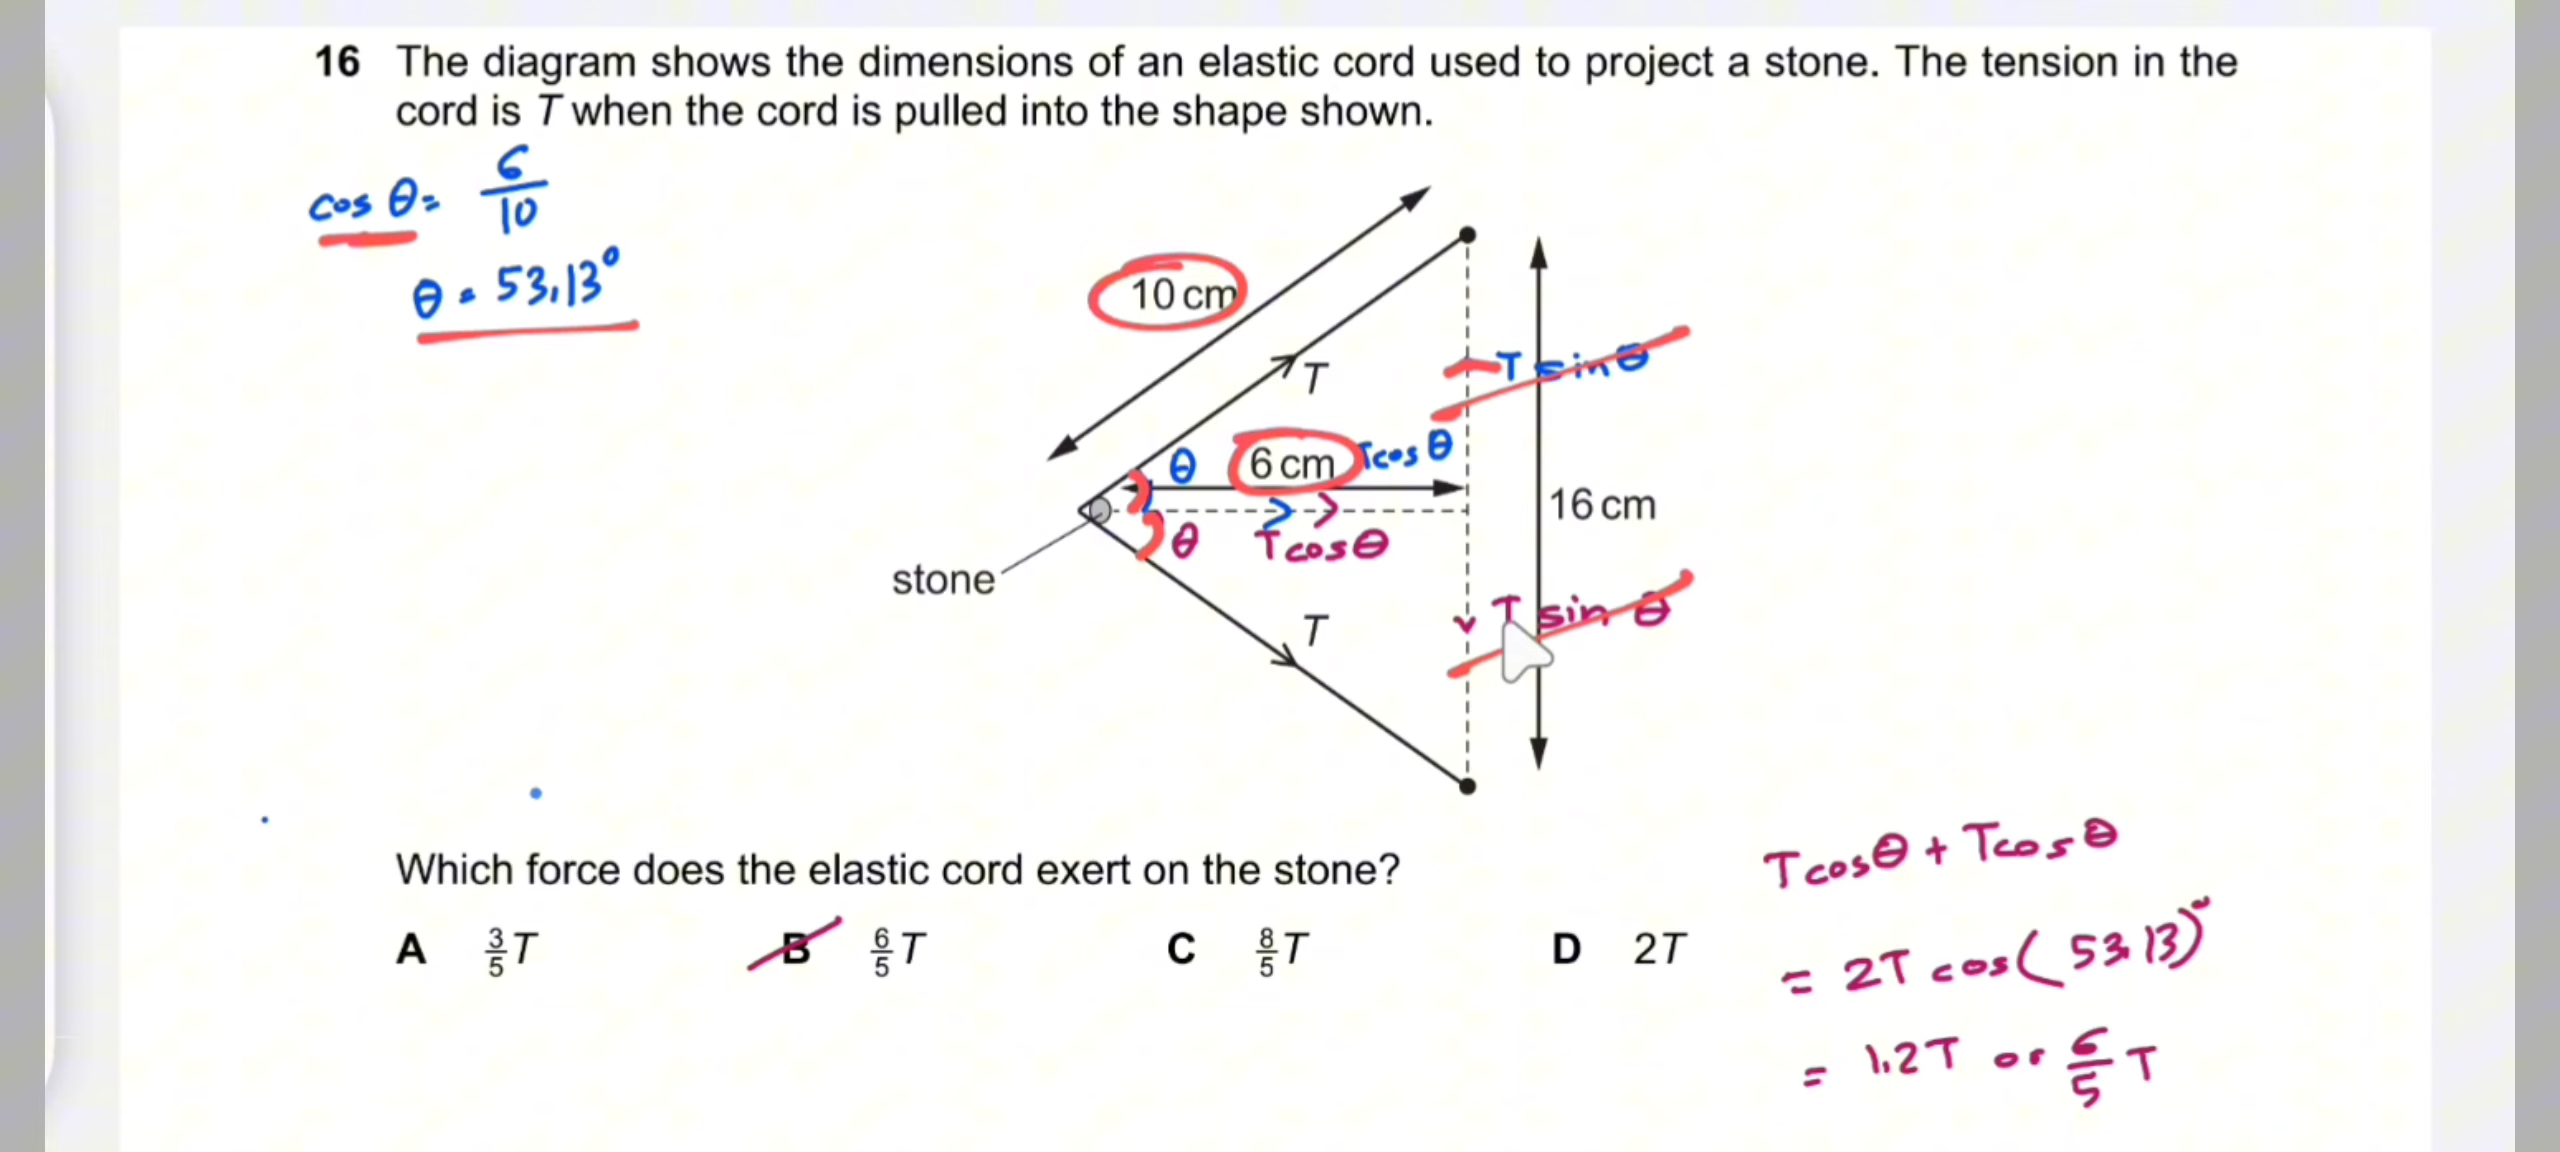 16 The diagram shows the dimensions of an elastic cord used to project a stone. The tension in the
cord is T when the cord is pulled into the shape shown.
cos θ = 6/10
θ = 53.13°
10 cm
T
T sin θ
θ 6 cm T cos θ
16 cm
θ T cos θ
stone
T sin θ
T
Which force does the elastic cord exert on the stone?
A 3/5 T B 6/5 T C 8/5 T D 2T
T cos θ + T cos θ
= 2T cos (53.13)
= 1.2T or 6/5 T